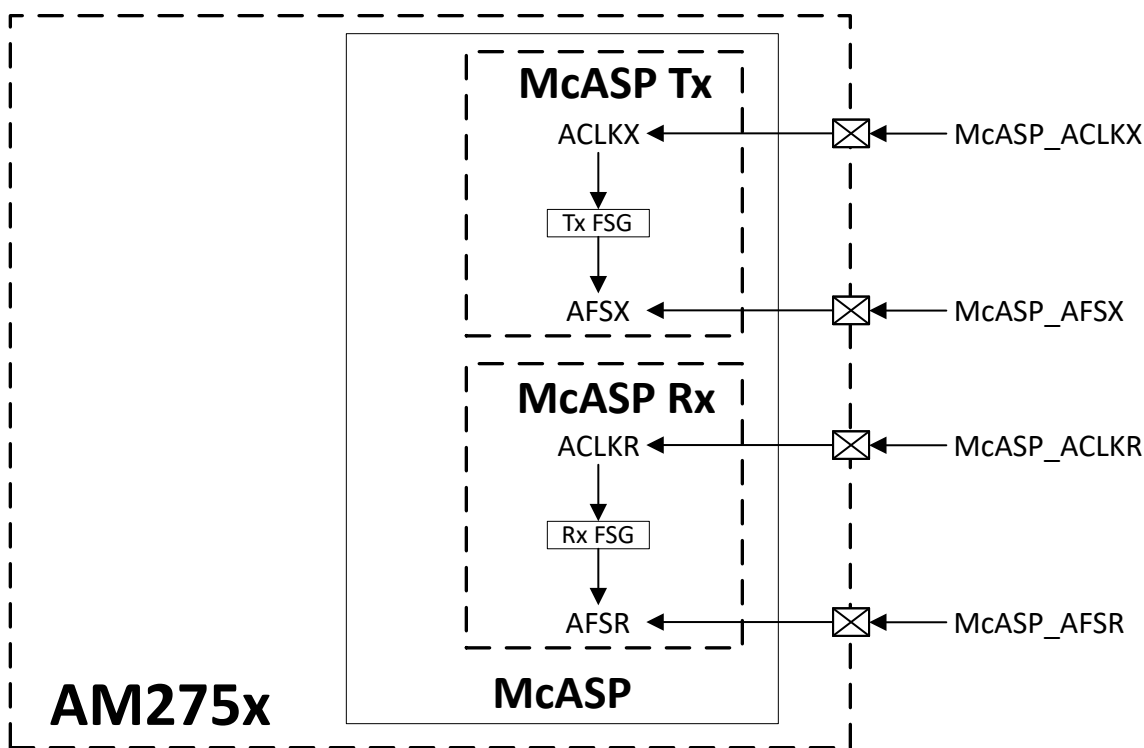 McASP Tx
ACLKX
McASP_ACLKX
Tx FSG
AFSX
McASP_AFSX
McASP Rx
ACLKR
McASP_ACLKR
Rx FSG
AFSR
McASP_AFSR
McASP
AM275x